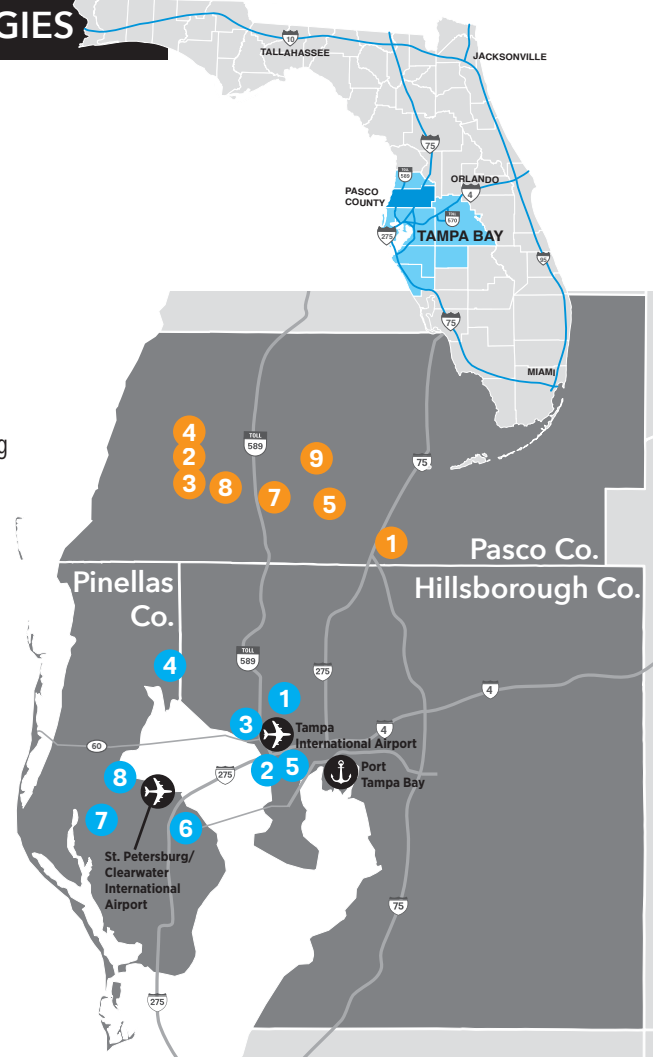 GIES
10
TALLAHASSEE
JACKSONVILLE
75
TOLL
589
ORLANDO
4
PASCO
COUNTY
TOLL
570
275
TAMPA BAY
95
75
MIAMI
g
4
2
3
8
TOLL
589
7
9
5
75
1
Pasco Co.
Pinellas
Co.
Hillsborough Co.
4
TOLL
589
275
4
1
3
Tampa
International Airport
4
60
2
5
275
Port
Tampa Bay
8
7
6
St. Petersburg/
Clearwater
International
Airport
75
275